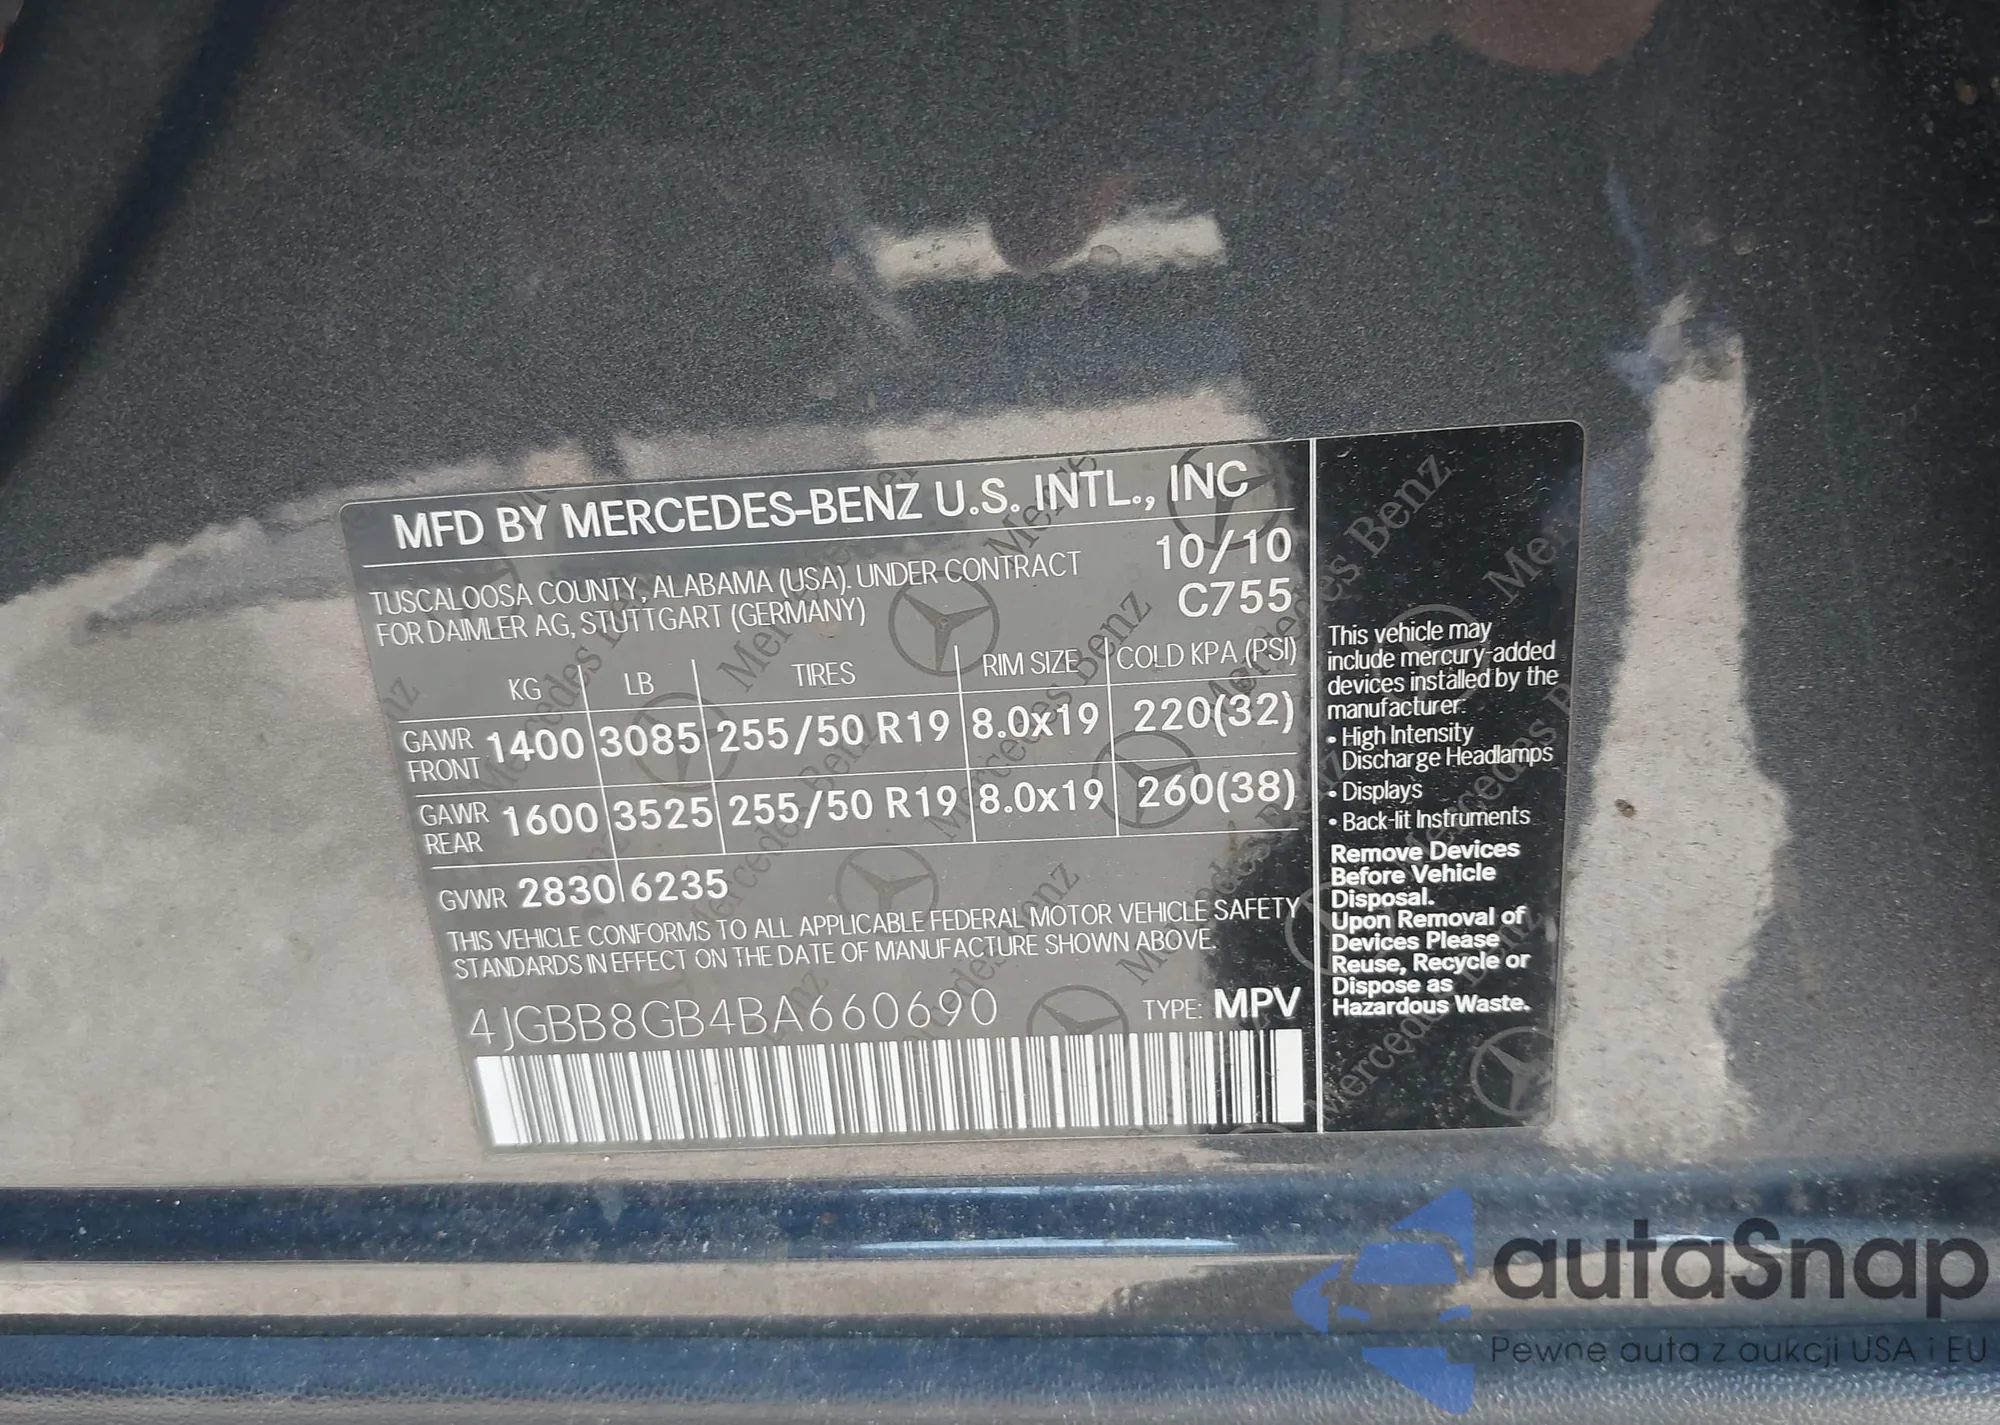 MFD BY MERCEDES-BENZ U.S. INTL., INC
TUSCALOOSA COUNTY, ALABAMA (USA). UNDER CONTRACT 10/10
FOR DAIMLER AG, STUTTGART (GERMANY) C755
KG LB TIRES RIM SIZE COLD KPA (PSI)
GAWR FRONT 1400 3085 255/50 R19 8.0x19 220(32)
GAWR REAR 1600 3525 255/50 R19 8.0x19 260(38)
GVWR 2830 6235
THIS VEHICLE CONFORMS TO ALL APPLICABLE FEDERAL MOTOR VEHICLE SAFETY
STANDARDS IN EFFECT ON THE DATE OF MANUFACTURE SHOWN ABOVE.
4JGBB8GB4BA660690 TYPE: MPV
This vehicle may
include mercury-added
devices installed by the
manufacturer:
• High Intensity
Discharge Headlamps
• Displays
• Back-lit Instruments
Remove Devices
Before Vehicle
Disposal.
Upon Removal of
Devices Please
Reuse, Recycle or
Dispose as
Hazardous Waste.
autaSnap
Pewne auta z aukcji USA i EU